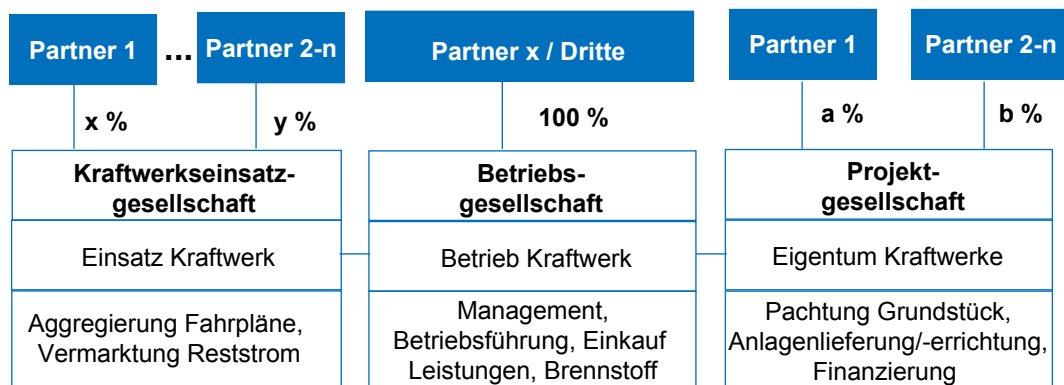 Partner 1
...
Partner 2-n
Partner x / Dritte
Partner 1
Partner 2-n
x %
y %
100 %
a %
b %
Kraftwerkseinsatz-
gesellschaft
Einsatz Kraftwerk
Aggregierung Fahrpläne,
Vermarktung Reststrom
Betriebs-
gesellschaft
Betrieb Kraftwerk
Management,
Betriebsführung, Einkauf
Leistungen, Brennstoff
Projekt-
gesellschaft
Eigentum Kraftwerke
Pachtung Grundstück,
Anlagenlieferung/-errichtung,
Finanzierung